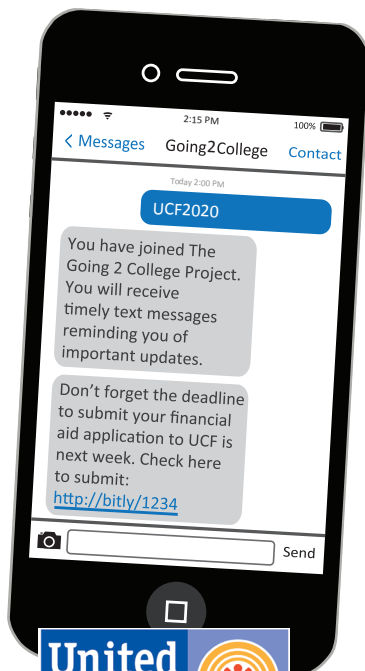 2:15 PM
100%
< Messages Going2College Contact
Today 2:00 PM
UCF2020
You have joined The
Going 2 College Project.
You will receive
timely text messages
reminding you of
important updates.
Don’t forget the deadline
to submit your financial
aid application to UCF is
next week. Check here
to submit:
http://bitly/1234
Send
United